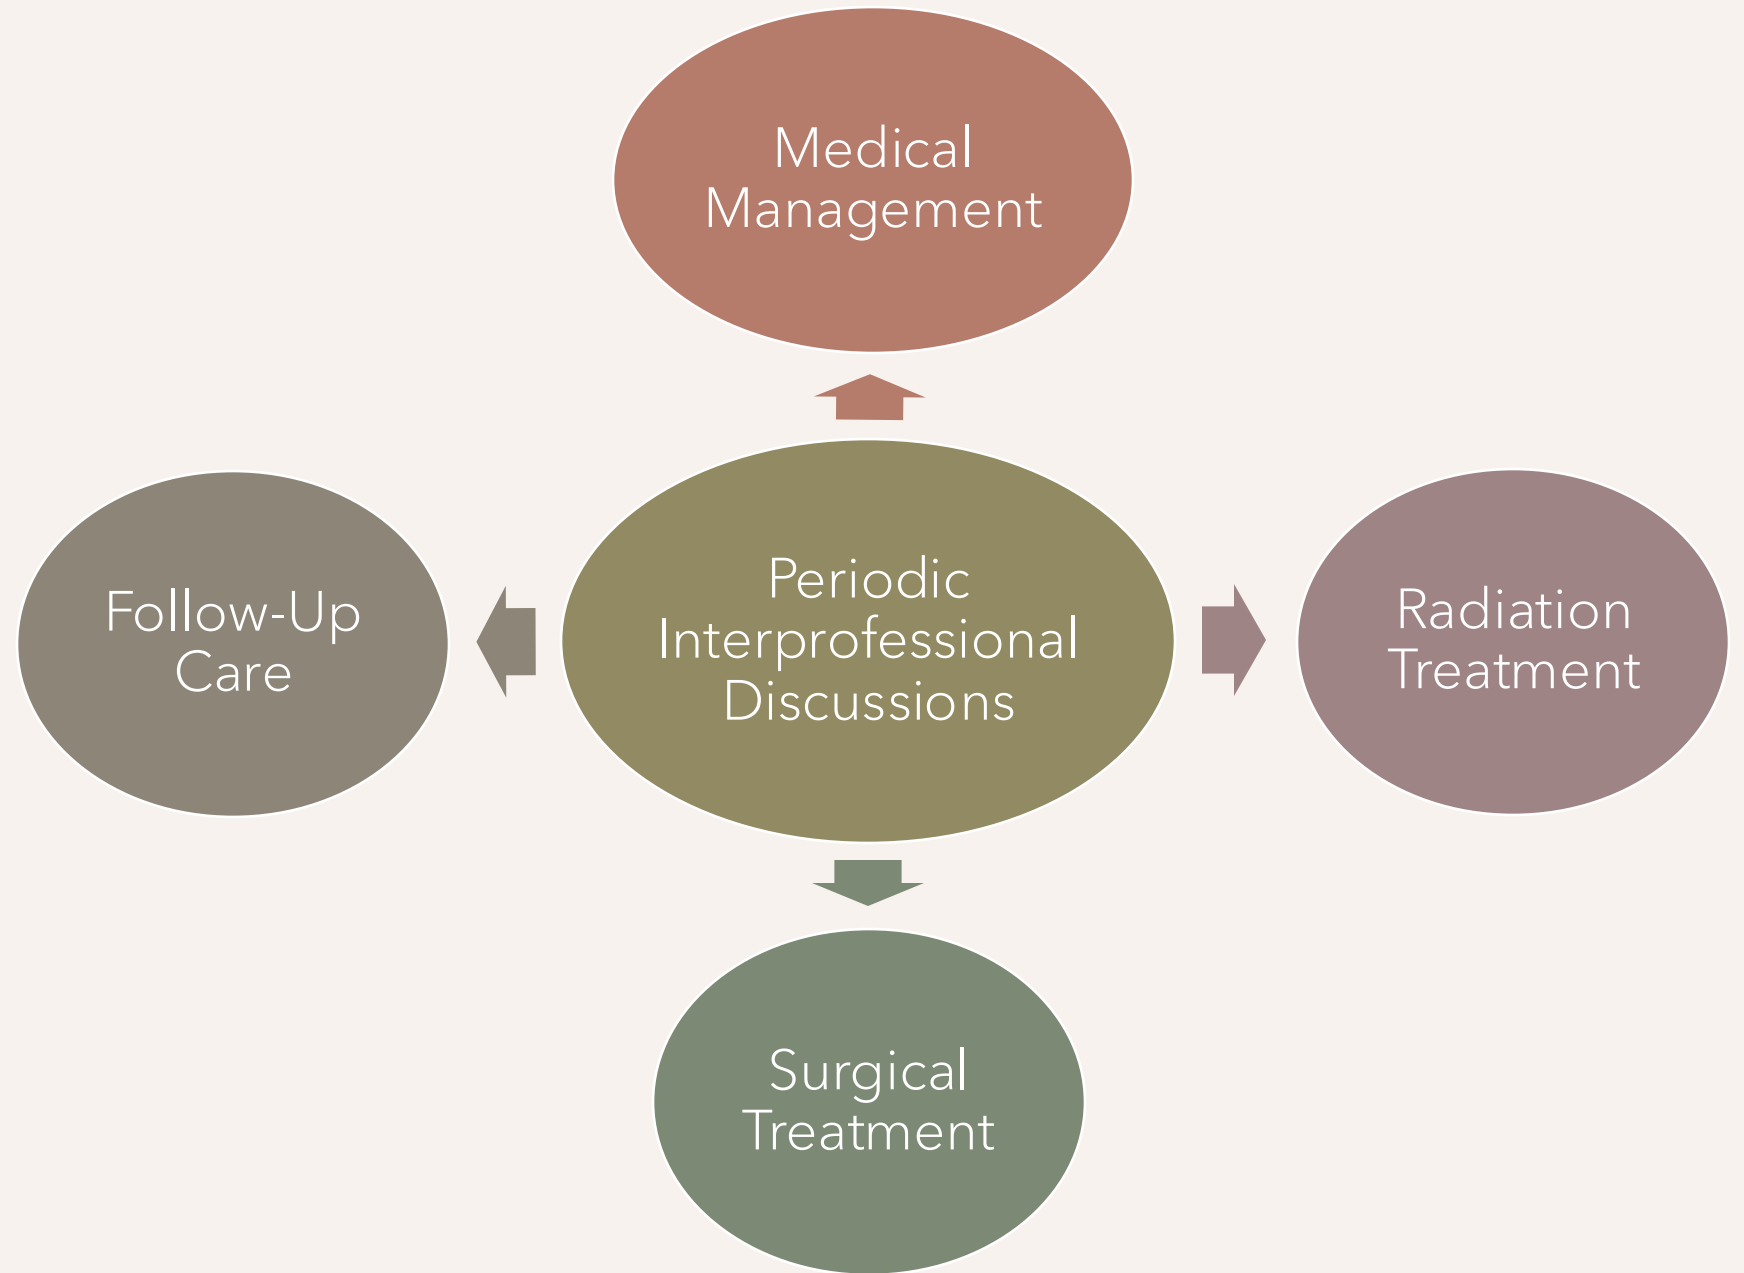 Medical
Management
Follow-Up
Care
Periodic
Interprofessional
Discussions
Radiation
Treatment
Surgical
Treatment